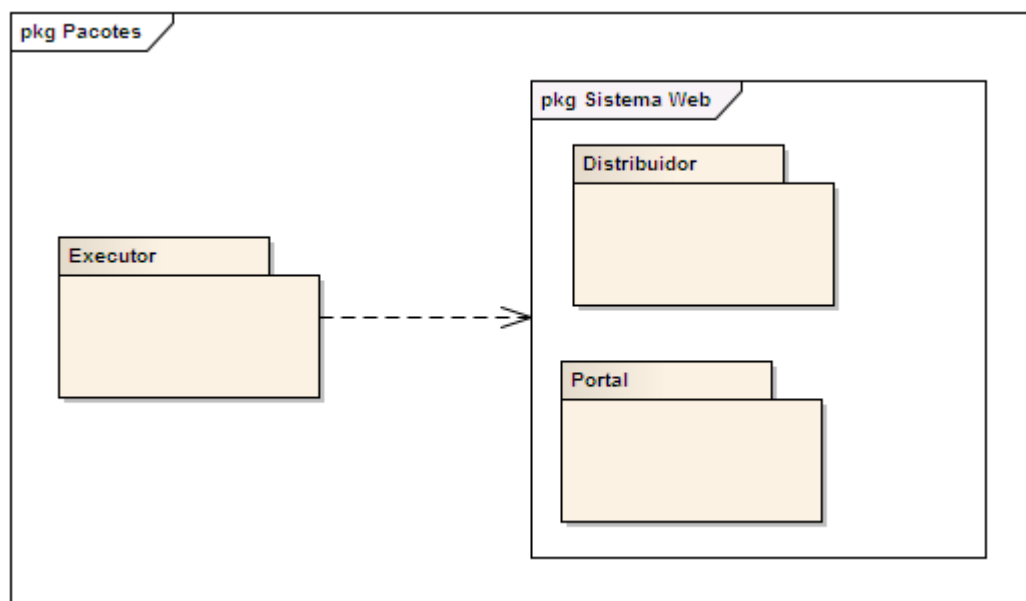 pkg Pacotes
pkg Sistema Web
Distribuidor
Executor
Portal